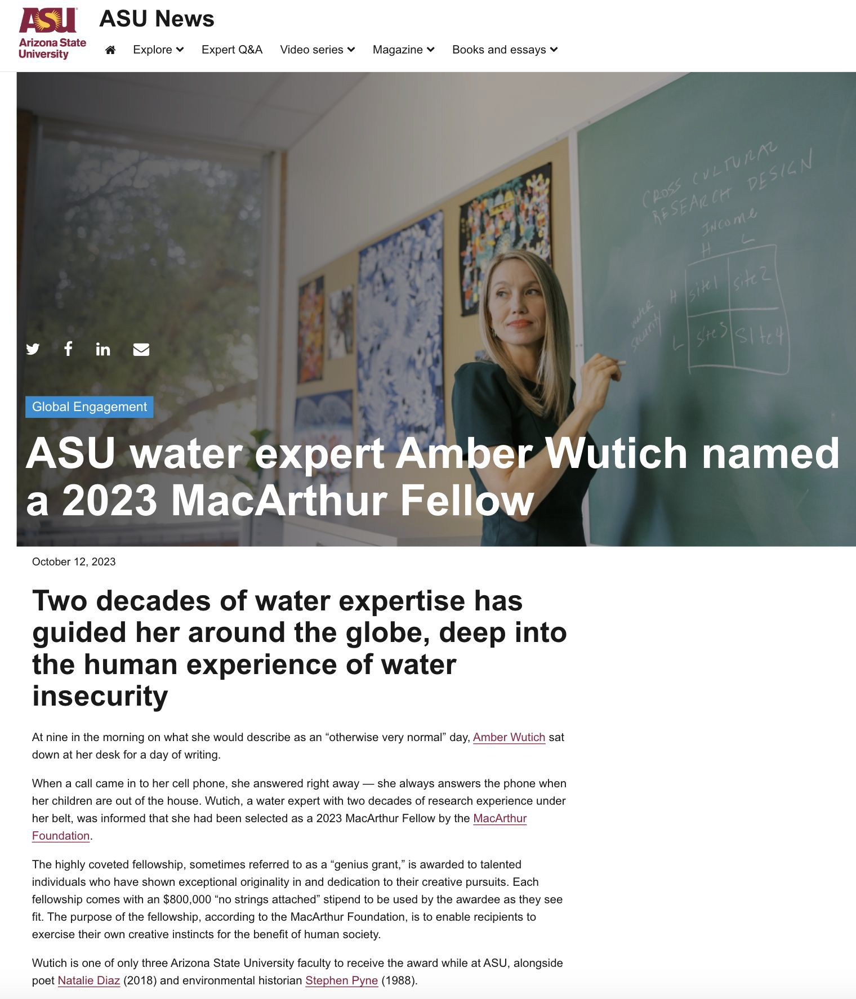 ASU
Arizona State
University
ASU News
Explore
Expert Q&A
Video series
Magazine
Books and essays
CROSS CULTURAL
RESEARCH DESIGN
INCOME
H L
water
security
H site 1 site 2
L site 3 site 4
Global Engagement
ASU water expert Amber Wutich named
a 2023 MacArthur Fellow
October 12, 2023
Two decades of water expertise has
guided her around the globe, deep into
the human experience of water
insecurity
At nine in the morning on what she would describe as an “otherwise very normal” day, Amber Wutich sat
down at her desk for a day of writing.
When a call came in to her cell phone, she answered right away — she always answers the phone when
her children are out of the house. Wutich, a water expert with two decades of research experience under
her belt, was informed that she had been selected as a 2023 MacArthur Fellow by the MacArthur
Foundation.
The highly coveted fellowship, sometimes referred to as a “genius grant,” is awarded to talented
individuals who have shown exceptional originality in and dedication to their creative pursuits. Each
fellowship comes with an $800,000 “no strings attached” stipend to be used by the awardee as they see
fit. The purpose of the fellowship, according to the MacArthur Foundation, is to enable recipients to
exercise their own creative instincts for the benefit of human society.
Wutich is one of only three Arizona State University faculty to receive the award while at ASU, alongside
poet Natalie Diaz (2018) and environmental historian Stephen Pyne (1988).